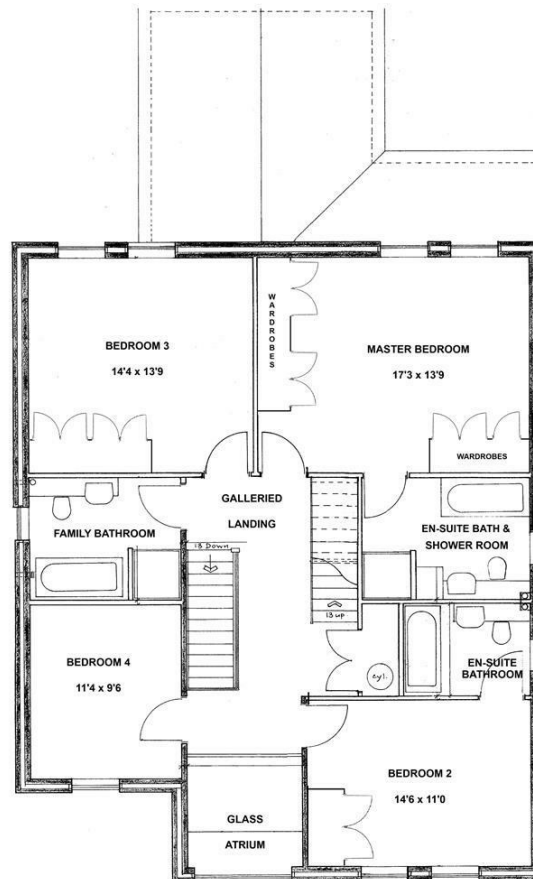 BEDROOM 3
14'4 x 13'9
WARDROBES
MASTER BEDROOM
17'3 x 13'9
WARDROBES
GALLERIED
LANDING
FAMILY BATHROOM
EN-SUITE BATH &
SHOWER ROOM
13 Down
13 up
BEDROOM 4
11'4 x 9'6
cyl.
EN-SUITE
BATHROOM
BEDROOM 2
14'6 x 11'0
GLASS
ATRIUM